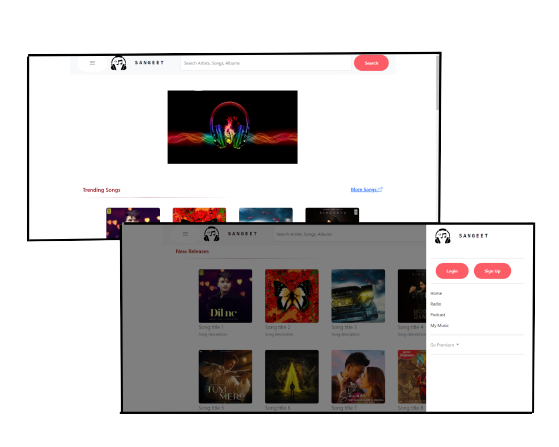 SANGEET
Search Artists, Songs, Albums
Search
Trending Songs
More Songs
SANGEET
Search Artists, Songs, Albums
New Releases
Dil ne
Song title 1
Song title 2
Song title 3
Song title 4
Song description
Song description
Song description
Song description
TUM
MERE
Song title 5
Song title 6
Song title 7
Song title 8
SANGEET
Login
Sign Up
Home
Radio
Podcast
My Music
Go Premium